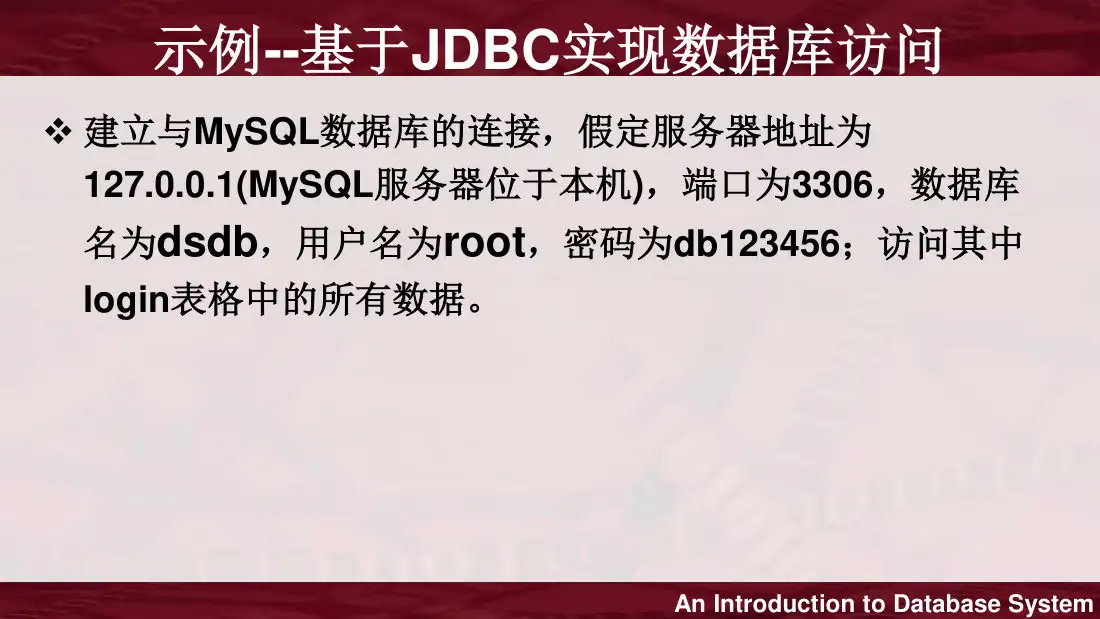 示例--基于JDBC实现数据库访问
❖ 建立与MySQL数据库的连接，假定服务器地址为
127.0.0.1(MySQL服务器位于本机)，端口为3306，数据库
名为dsdb，用户名为root，密码为db123456；访问其中
login表格中的所有数据。
An Introduction to Database System